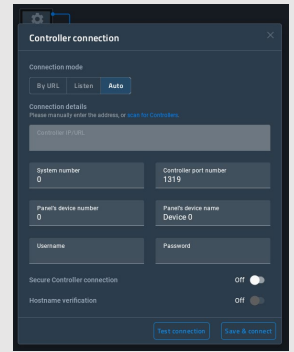 Controller connection
Connection mode
By URL Listen Auto
Connection details
Please manually enter the address, or scan for Controllers.
Controller IP/URL
System number Controller port number
0 1319
Panel's device number Panel's device name
0 Device 0
Username Password
Secure Controller connection Off
Hostname verification Off
Test connection Save & connect